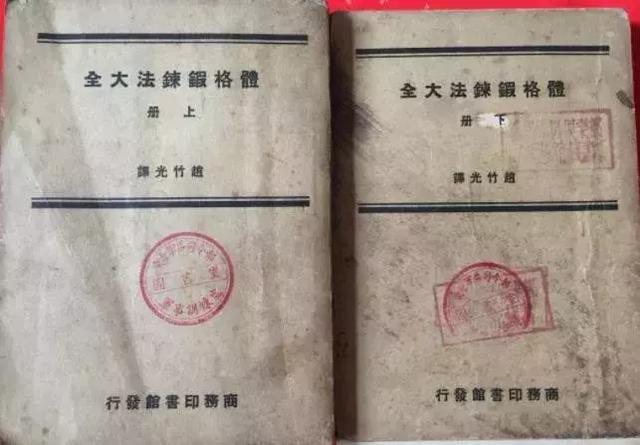 體格鍛鍊法大全
上册
趙竹光譯
商務印書館發行
體格鍛鍊法大全
下册
趙竹光譯
商務印書館發行